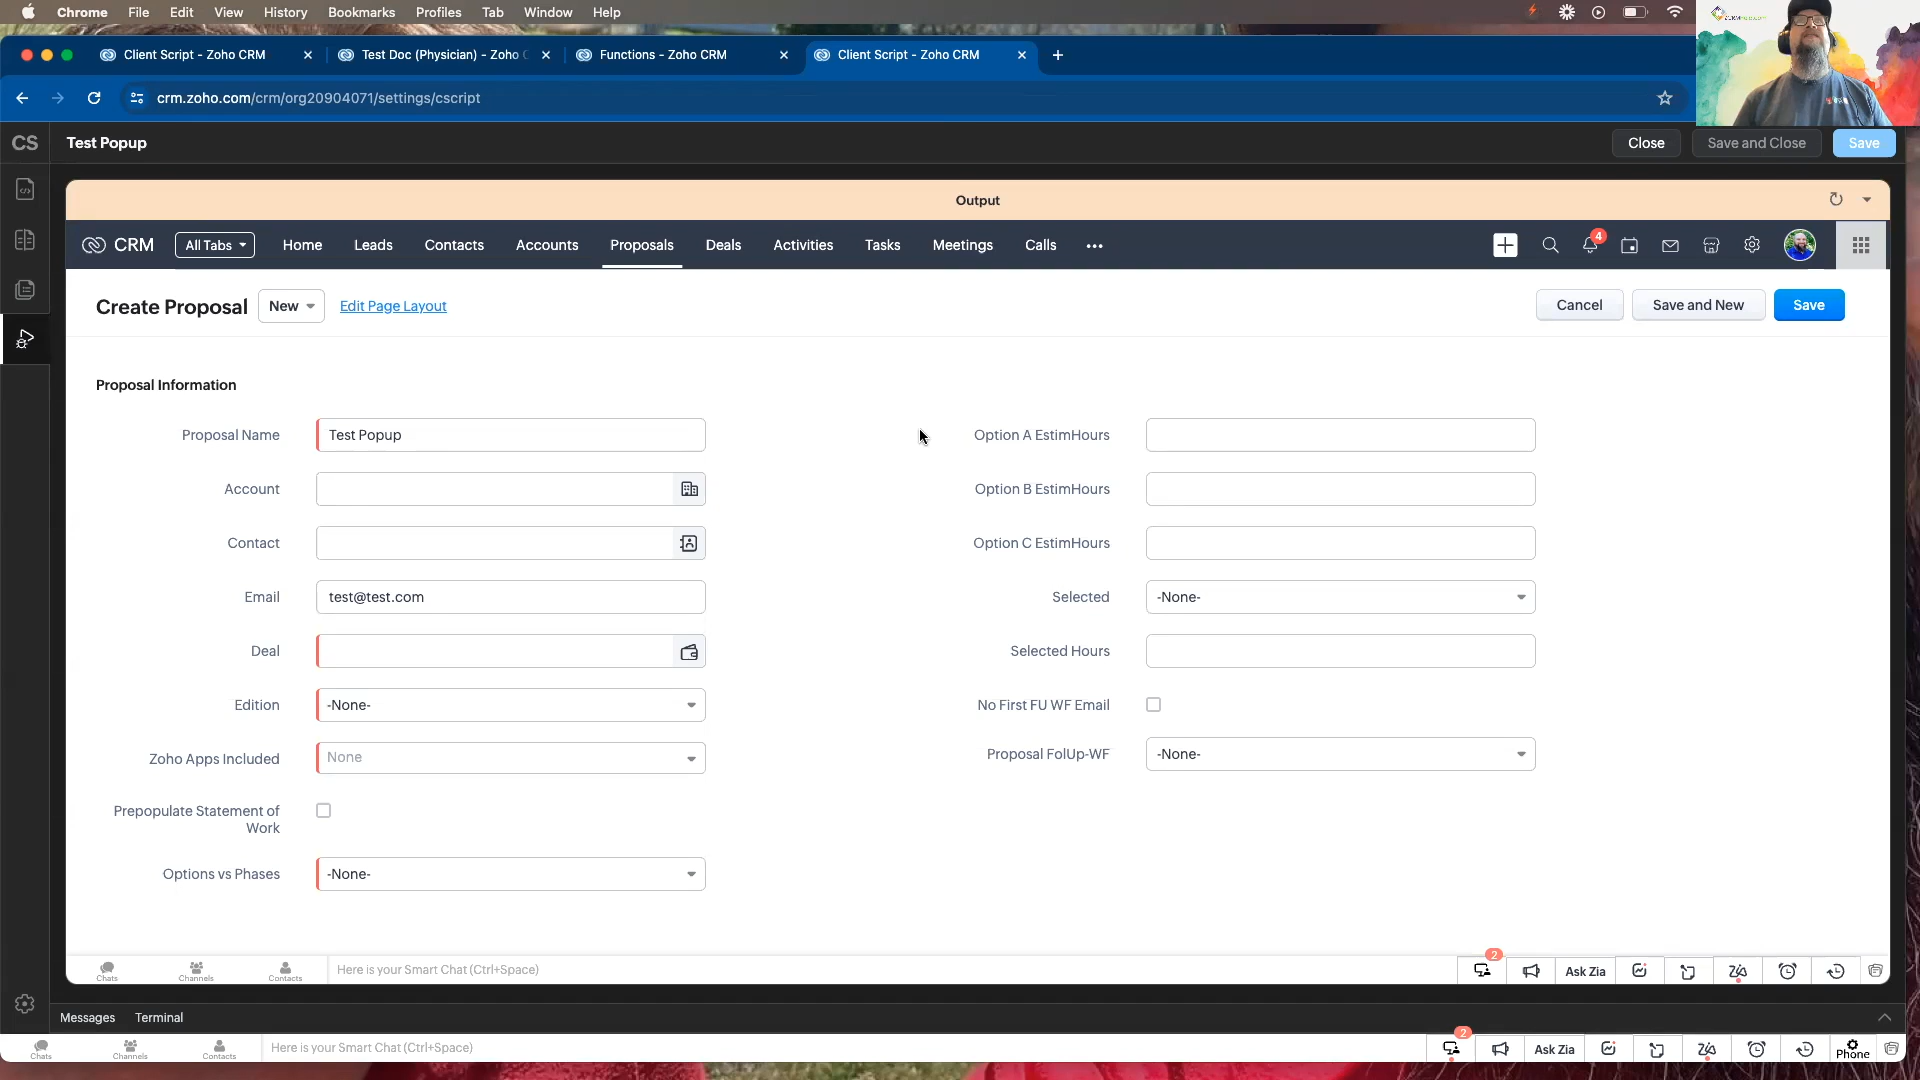 Chrome File Edit View History Bookmarks Profiles Tab Window Help
Client Script - Zoho CRM
Test Doc (Physician) - Zoho
Functions - Zoho CRM
Client Script - Zoho CRM
crm.zoho.com/crm/org20904071/settings/cscript
CS
Test Popup
Close
Save and Close
Save
Output
CRM
All Tabs
Home
Leads
Contacts
Accounts
Proposals
Deals
Activities
Tasks
Meetings
Calls
4
Create Proposal
New
Edit Page Layout
Cancel
Save and New
Save
Proposal Information
Proposal Name
Test Popup
Option A EstimHours
Account
Option B EstimHours
Contact
Option C EstimHours
Email
test@test.com
Selected
-None-
Deal
Selected Hours
Edition
-None-
No First FU WF Email
Zoho Apps Included
None
Proposal FolUp-WF
-None-
Prepopulate Statement of
Work
Options vs Phases
-None-
Chats
Channels
Contacts
Here is your Smart Chat (Ctrl+Space)
2
Ask Zia
Messages
Terminal
Chats
Channels
Contacts
Here is your Smart Chat (Ctrl+Space)
2
Ask Zia
Phone